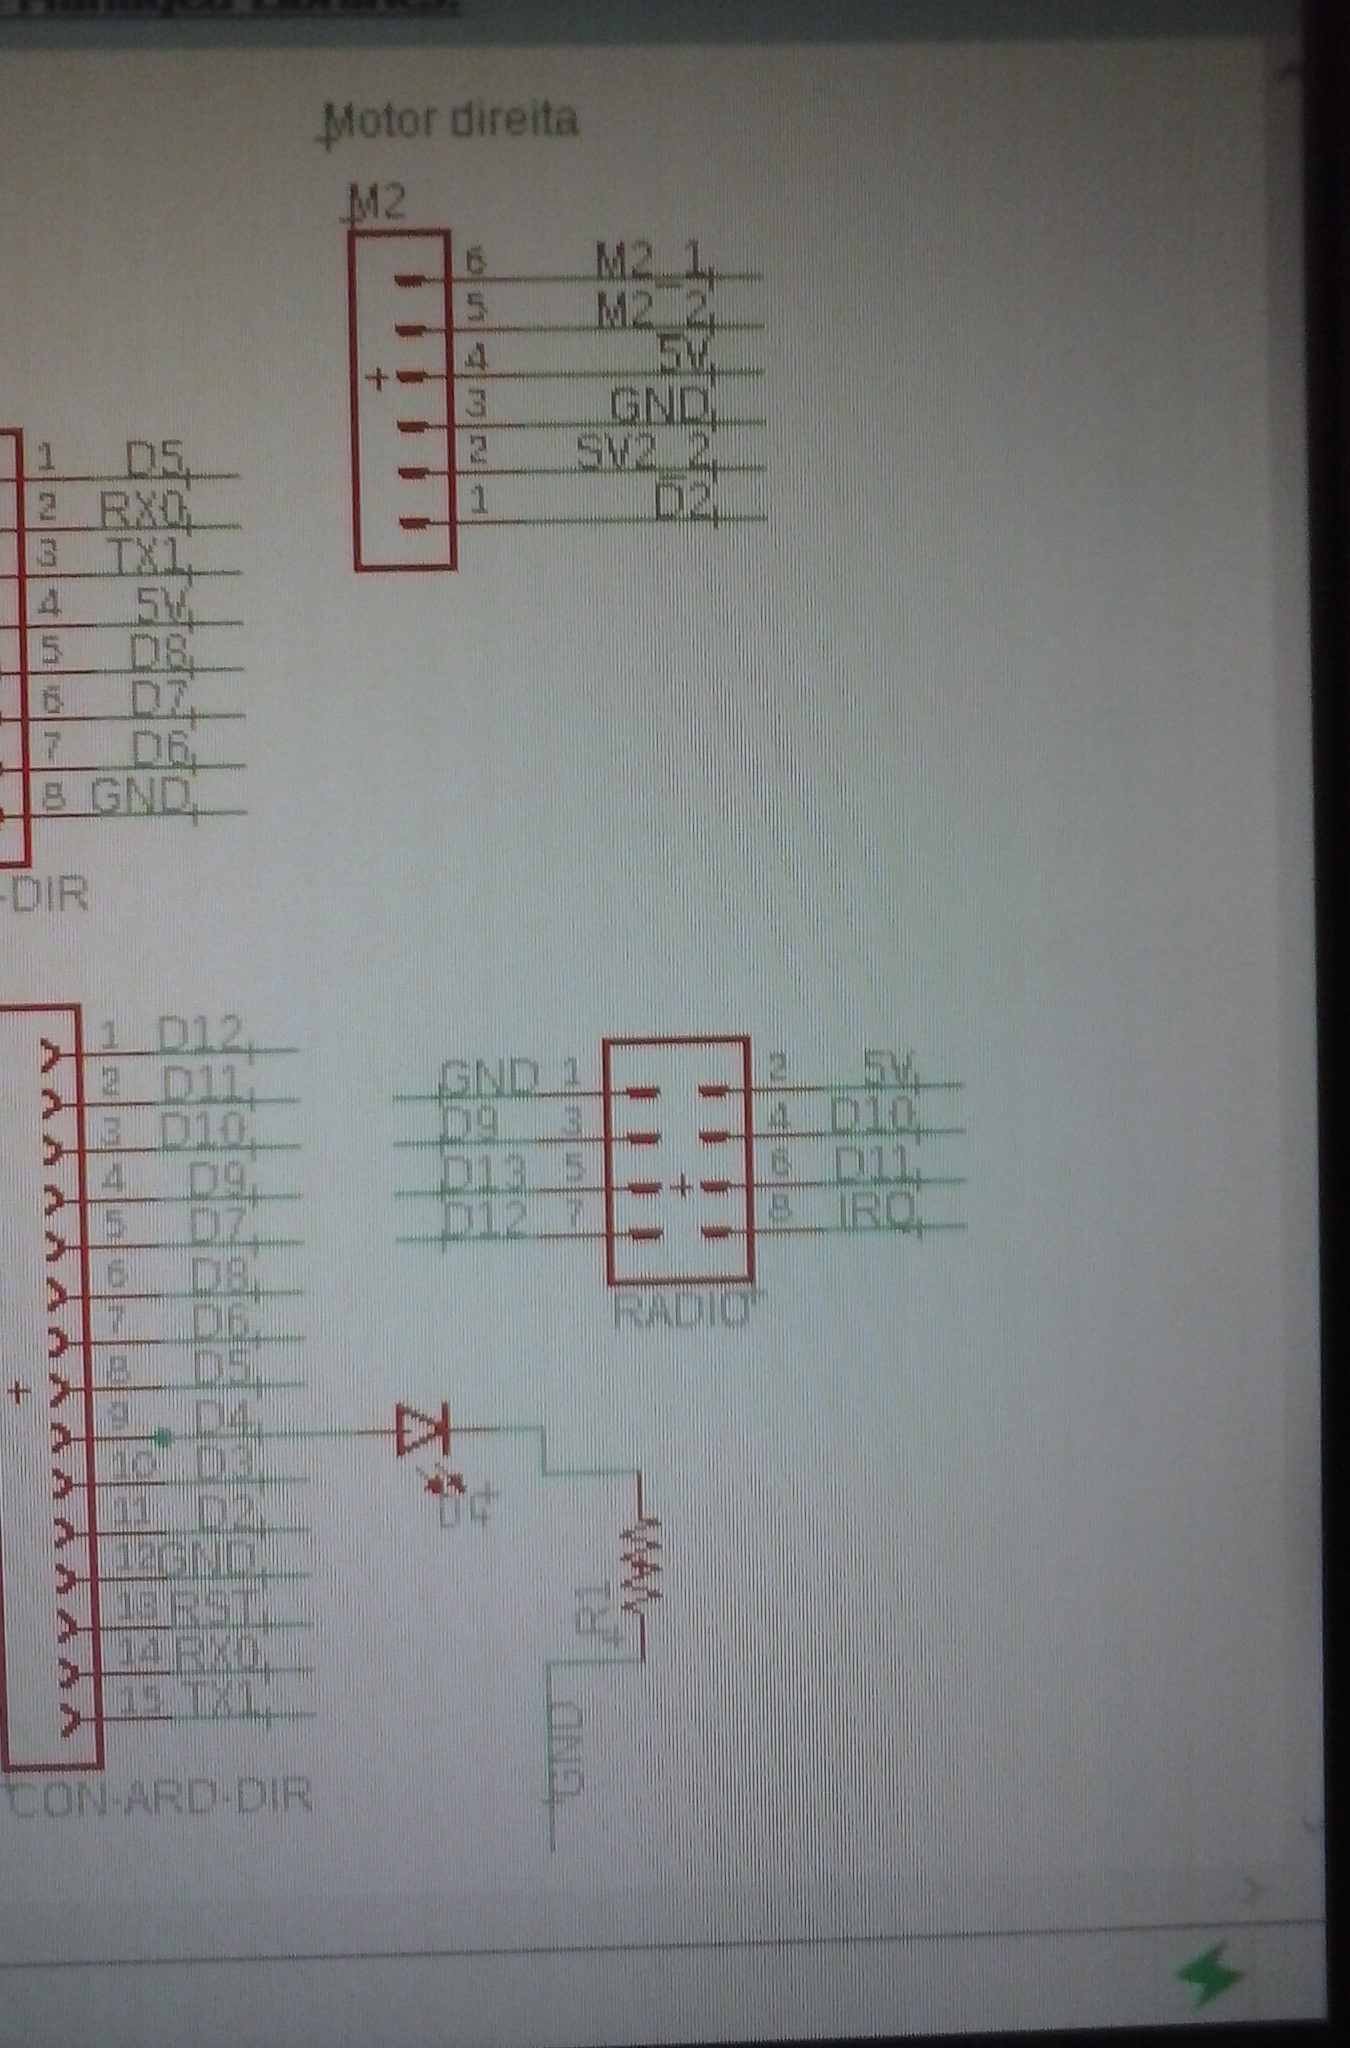 Motor direita
M2
6 M2_1
5 M2_2
4 5V
3 GND
2 SV2_2
1 D2
1 D5
2 RX0
3 TX1
4 5V
5 D8
6 D7
7 D6
8 GND
-DIR
1 D12
2 D11
3 D10
4 D9
5 D7
6 D8
7 D6
8 D5
9 D4
10 D3
11 D2
12 GND
13 RST
14 RX0
15 TX1
CON-ARD-DIR
GND 1 2 5V
D9 3 4 D10
D13 5 6 D11
D12 7 8 IRQ
RADIO
R1
GND